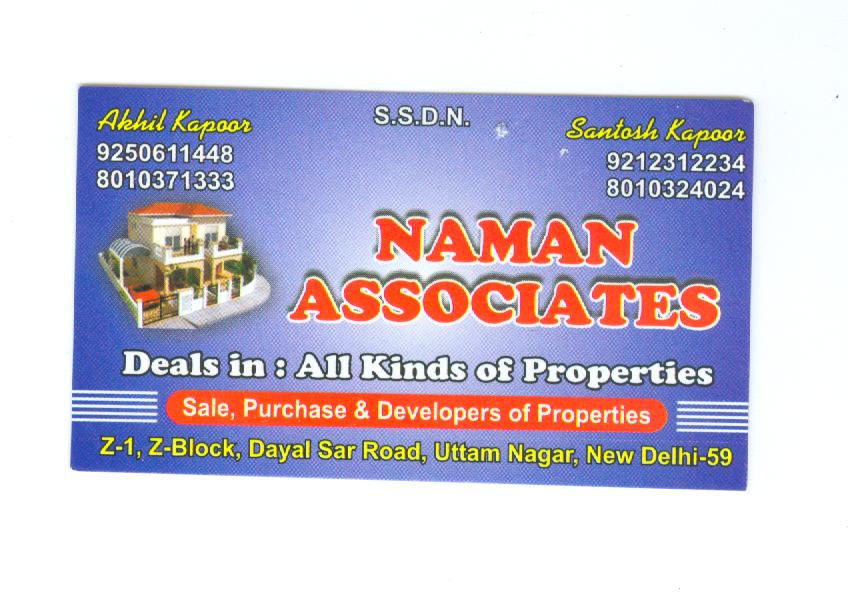 S.S.D.N.
Akhil Kapoor
9250611448
8010371333
Santosh Kapoor
9212312234
8010324024
NAMAN
ASSOCIATES
Deals in : All Kinds of Properties
Sale, Purchase & Developers of Properties
Z-1, Z-Block, Dayal Sar Road, Uttam Nagar, New Delhi-59